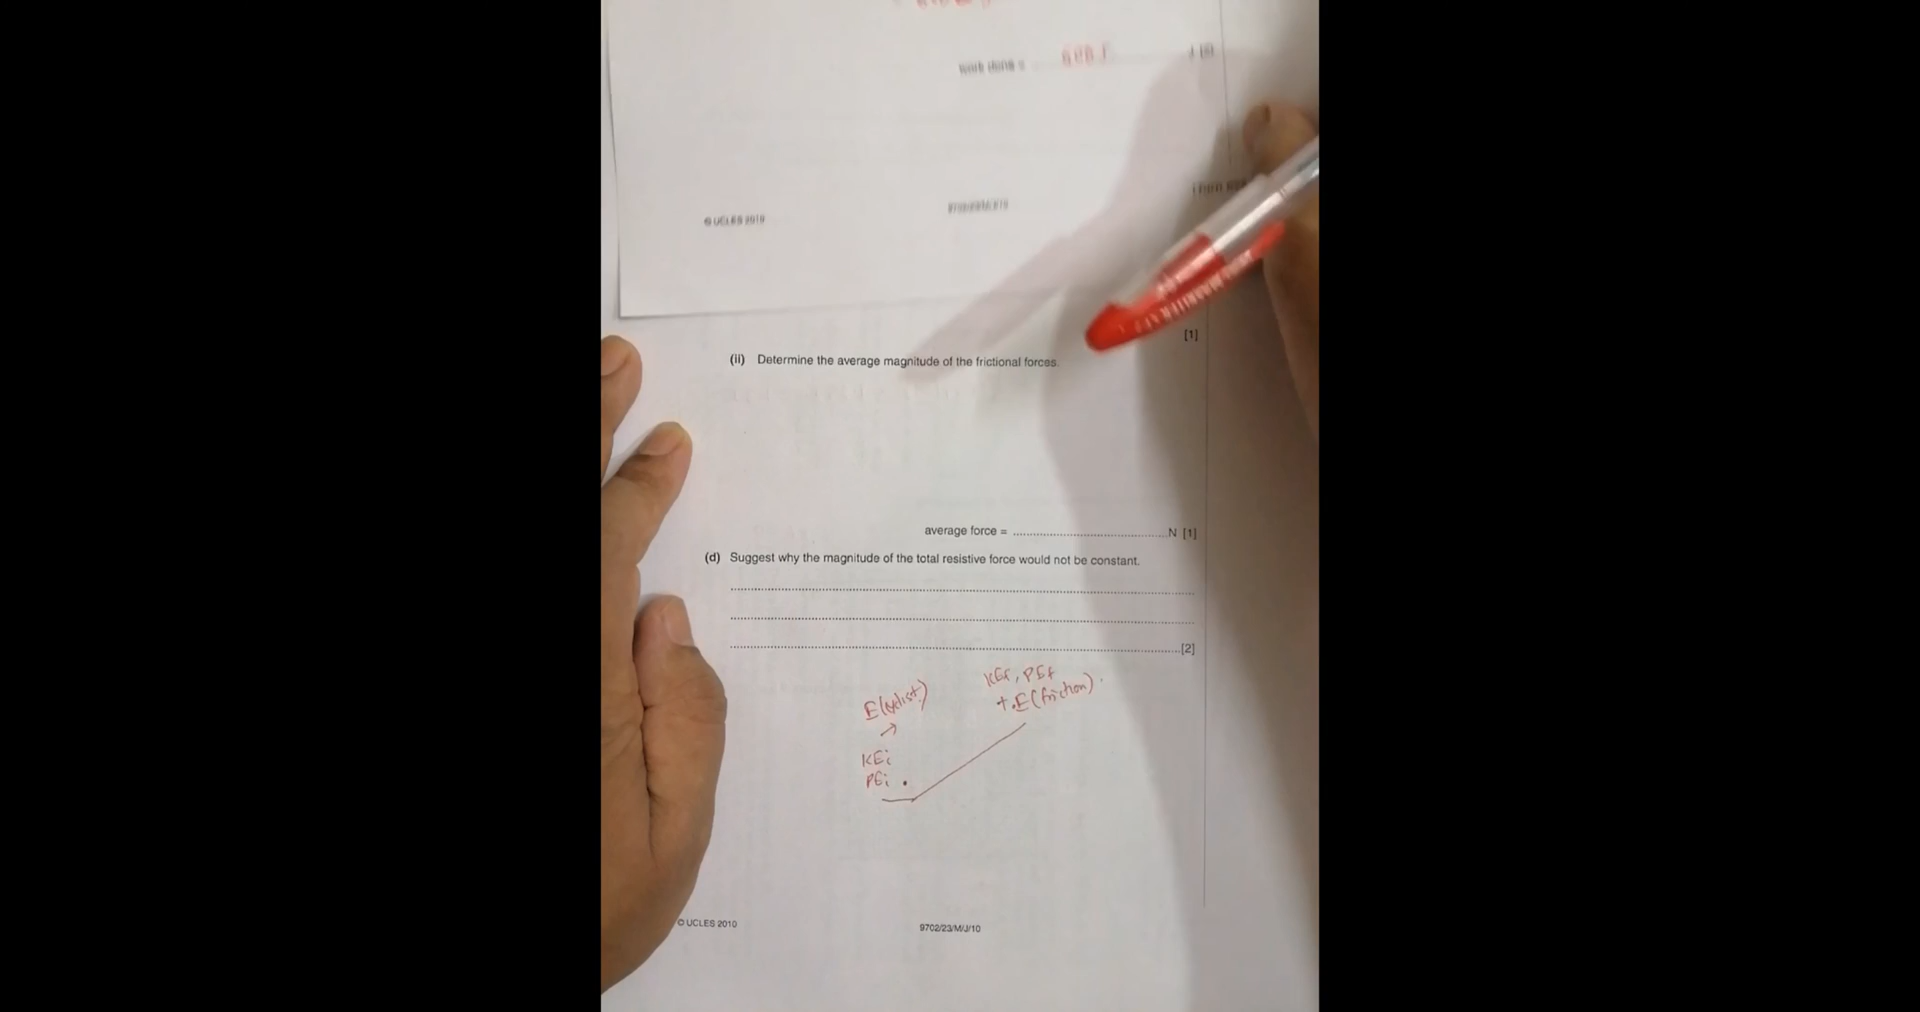 work done =
© UCLES 2010
[1]
(ii) Determine the average magnitude of the frictional forces.
average force = ........................................N [1]
(d) Suggest why the magnitude of the total resistive force would not be constant.
[2]
KEf, PEf
E(cyclist)
+ E(friction).
→
KEi
PEi
© UCLES 2010
9702/23/M/J/10